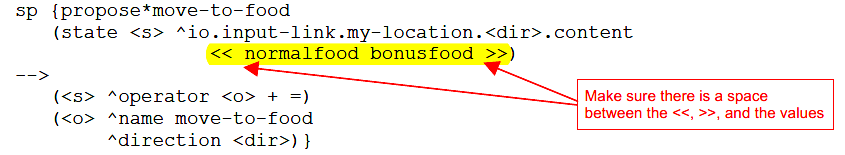 sp {propose*move-to-food
(state <s> ^io.input-link.my-location.<dir>.content
<< normalfood bonusfood >>)
-->
(<s> ^operator <o> + =)
(<o> ^name move-to-food
^direction <dir>)}
Make sure there is a space
between the <<, >>, and the values